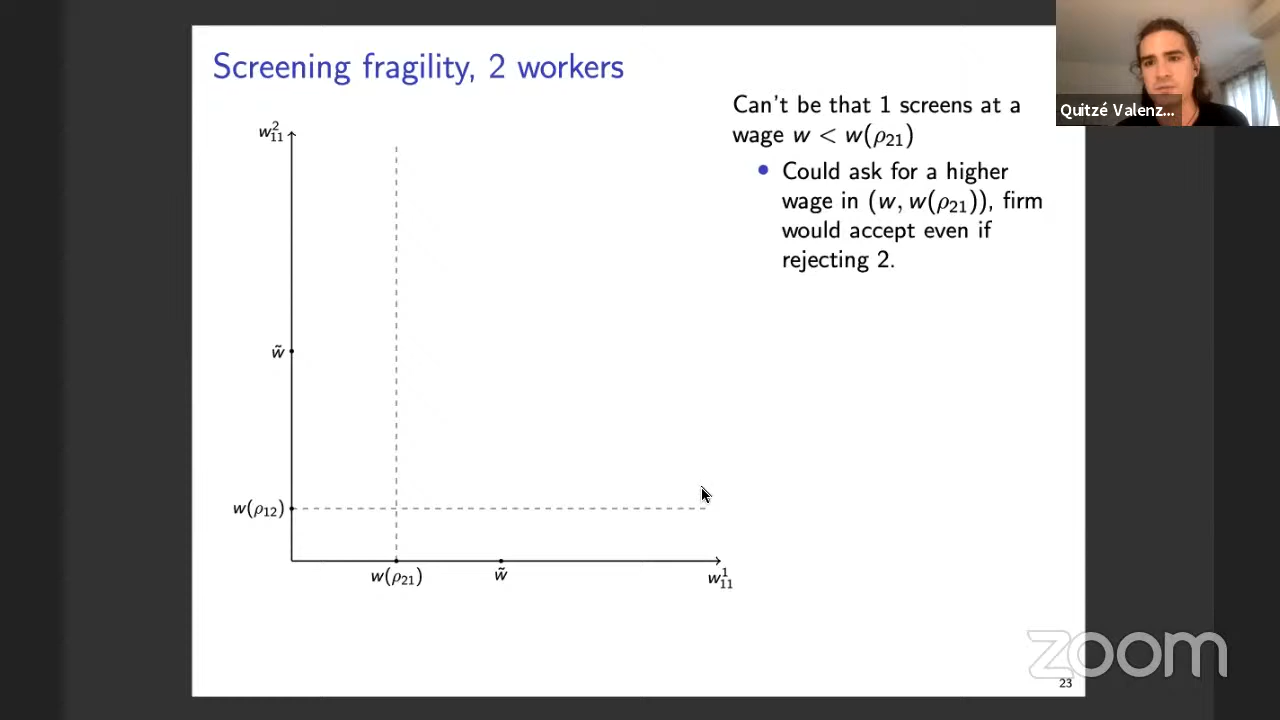 Screening fragility, 2 workers
Can't be that 1 screens at a
wage w < w(ρ₂₁)
• Could ask for a higher
wage in (w, w(ρ₂₁)), firm
would accept even if
rejecting 2.
w²₁₁
w̃
w(ρ₁₂)
w(ρ₂₁)
w̃
w¹₁₁
Quitzé Valenz...
zoom
23